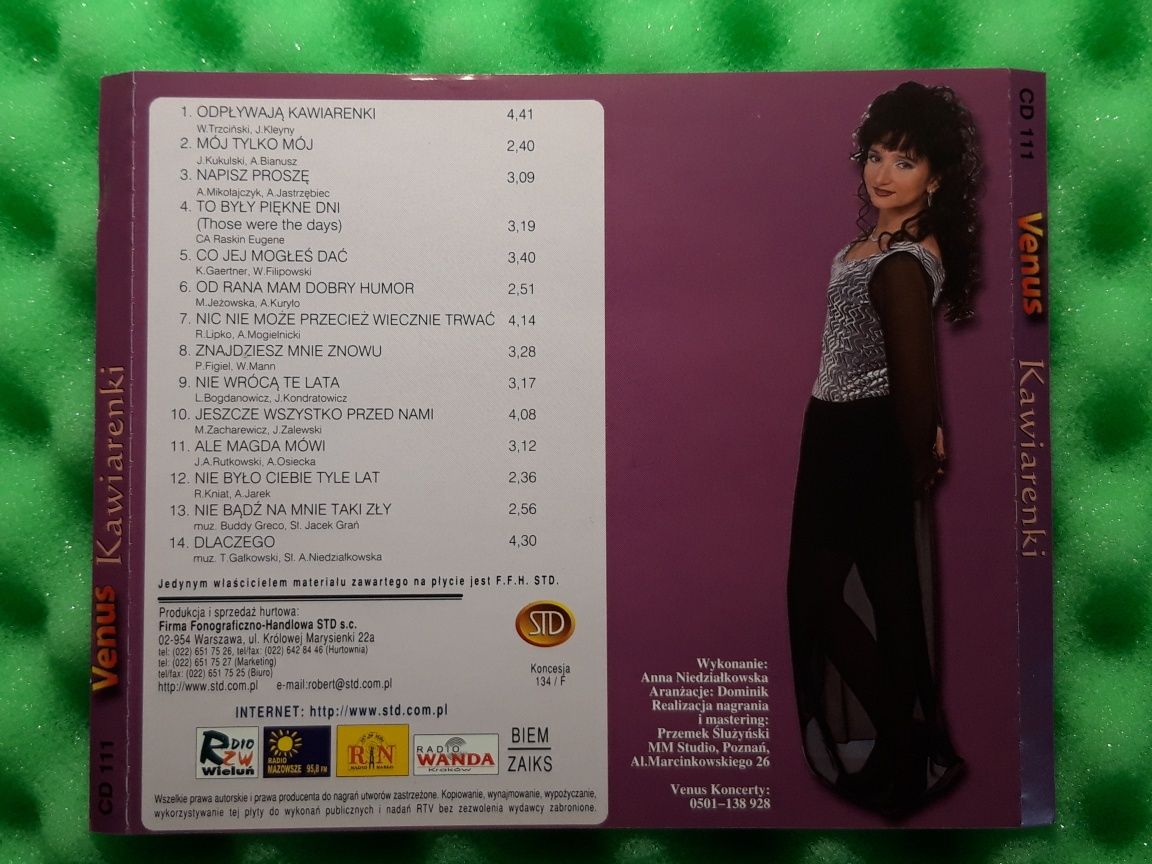 1. ODPŁYWAJĄ KAWIARENKI 4,41
W.Trzciński, J.Kleyny
2. MÓJ TYLKO MÓJ 2,40
J.Kukulski, A.Bianusz
3. NAPISZ PROSZĘ 3,09
A.Mikołajczyk, A.Jastrzębiec
4. TO BYŁY PIĘKNE DNI
(Those were the days) 3,19
CA Raskin Eugene
5. CO JEJ MOGŁEŚ DAĆ 3,40
K.Gaertner, W.Filipowski
6. OD RANA MAM DOBRY HUMOR 2,51
M.Jeżowska, A.Kuryło
7. NIC NIE MOŻE PRZECIEŻ WIECZNIE TRWAĆ 4,14
R.Lipko, A.Mogielnicki
8. ZNAJDZIESZ MNIE ZNOWU 3,28
P.Figiel, W.Mann
9. NIE WRÓCĄ TE LATA 3,17
L.Bogdanowicz, J.Kondratowicz
10. JESZCZE WSZYSTKO PRZED NAMI 4,08
M.Zacharewicz, J.Zalewski
11. ALE MAGDA MÓWI 3,12
J.A.Rutkowski, A.Osiecka
12. NIE BYŁO CIEBIE TYLE LAT 2,36
R.Kniat, A.Jarek
13. NIE BĄDŹ NA MNIE TAKI ZŁY 2,56
muz. Buddy Greco, Sł. Jacek Grań
14. DLACZEGO 4,30
muz. T.Gałkowski, Sł. A.Niedziałkowska
Jedynym właścicielem materiału zawartego na płycie jest F.F.H. STD.
Produkcja i sprzedaż hurtowa:
Firma Fonograficzno-Handlowa STD s.c.
02-954 Warszawa, ul. Królowej Marysienki 22a
tel: (022) 651 75 26, tel/fax: (022) 642 84 46 (Hurtownia)
tel: (022) 651 75 27 (Marketing)
tel/fax: (022) 651 75 25 (Biuro)
http://www.std.com.pl e-mail:robert@std.com.pl
STD
Koncesja
134 / F
INTERNET: http://www.std.com.pl
RADIO
RZW
Wieluń
RADIO
MAZOWSZE 95,8 FM
RN
RADIO
WANDA
Kraków
BIEM
ZAIKS
Wszelkie prawa autorskie i prawa producenta do nagrań utworów zastrzeżone. Kopiowanie, wynajmowanie, wypożyczanie,
wykorzystywanie tej płyty do wykonań publicznych i nadań RTV bez zezwolenia wydawcy zabronione.
Wykonanie:
Anna Niedziałkowska
Aranżacje: Dominik
Realizacja nagrania
i mastering:
Przemek Ślużyński
MM Studio, Poznań,
Al.Marcinkowskiego 26
Venus Koncerty:
0501-138 928
CD 111 Venus Kawiarenki
CD 111 Venus Kawiarenki